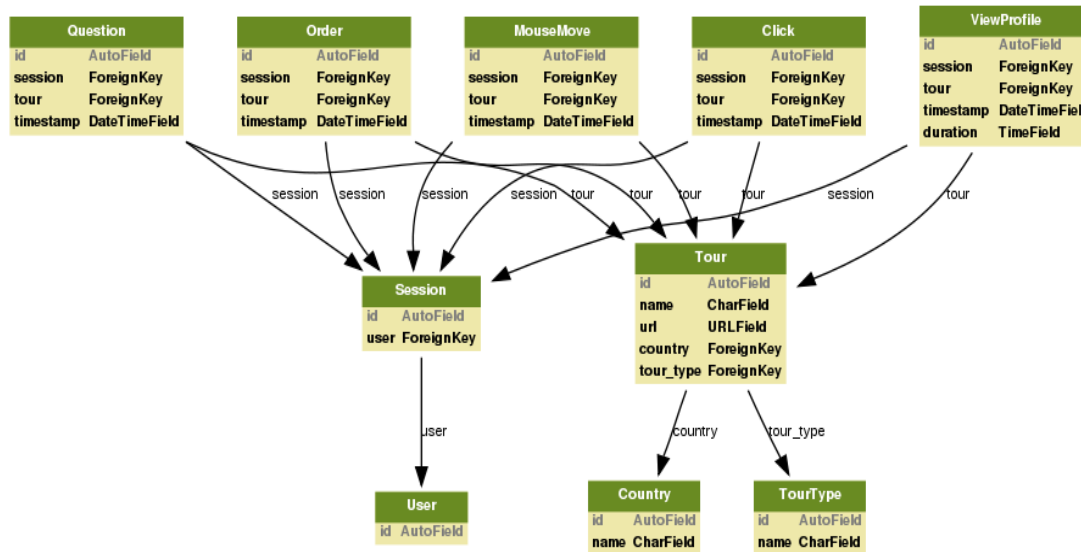 Question
id AutoField
session ForeignKey
tour ForeignKey
timestamp DateTimeField
Order
id AutoField
session ForeignKey
tour ForeignKey
timestamp DateTimeField
MouseMove
id AutoField
session ForeignKey
tour ForeignKey
timestamp DateTimeField
Click
id AutoField
session ForeignKey
tour ForeignKey
timestamp DateTimeField
ViewProfile
id AutoField
session ForeignKey
tour ForeignKey
timestamp DateTimeField
duration TimeField
session session session session tour tour tour tour session tour
Session
id AutoField
user ForeignKey
Tour
id AutoField
name CharField
url URLField
country ForeignKey
tour_type ForeignKey
user
country
tour_type
User
id AutoField
Country
id AutoField
name CharField
TourType
id AutoField
name CharField